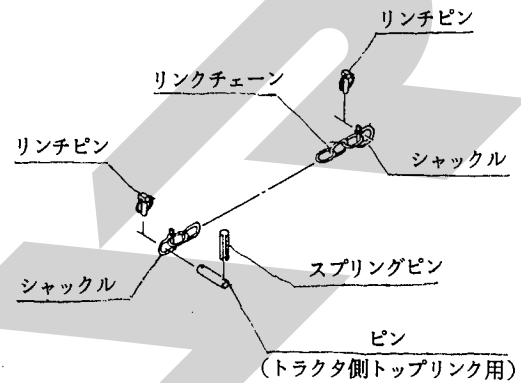 リンチピン
リンクチェーン
シャックル
リンチピン
スプリングピン
シャックル
ピン
(トラクタ側トップリンク用)